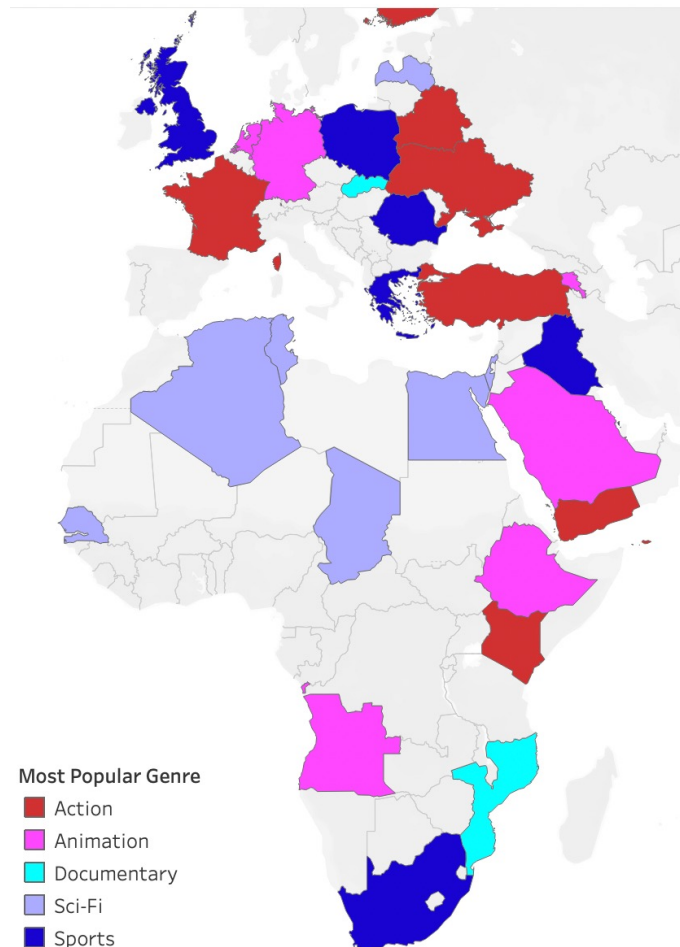 Most Popular Genre
Action
Animation
Documentary
Sci-Fi
Sports